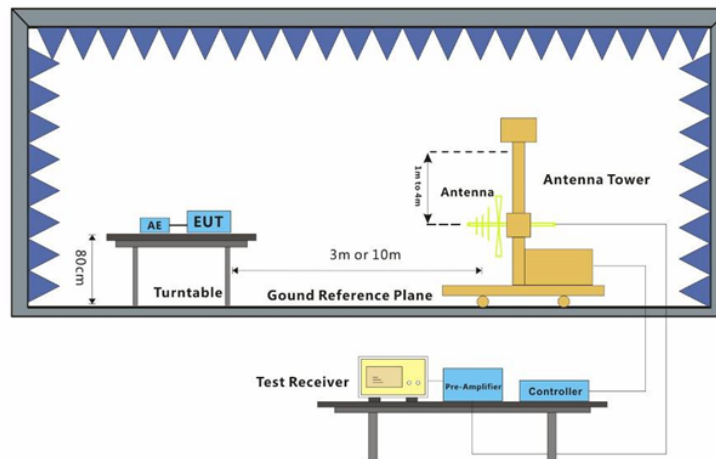 1m to 4m
Antenna
Antenna Tower
AE
EUT
3m or 10m
80cm
Turntable
Gound Reference Plane
Test Receiver
Pre-Amplifier
Controller